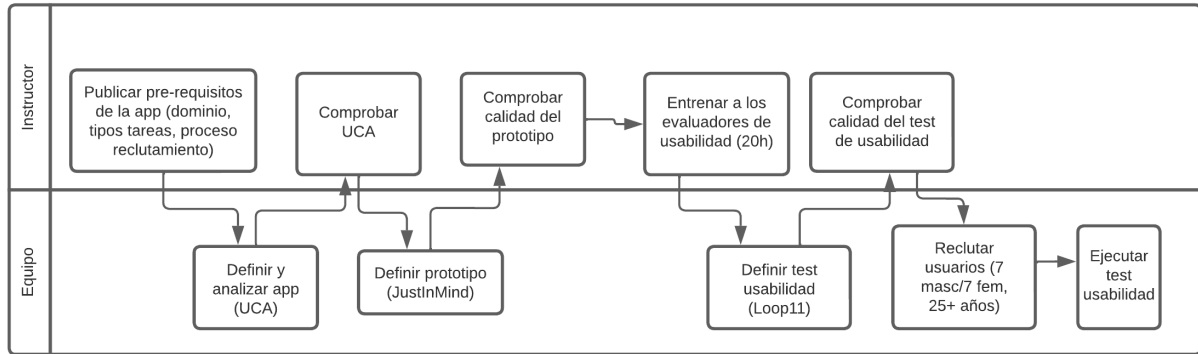 Instructor
Publicar pre-requisitos
de la app (dominio,
tipos tareas, proceso
reclutamiento)
Comprobar
UCA
Comprobar
calidad del
prototipo
Entrenar a los
evaluadores de
usabilidad (20h)
Comprobar
calidad del test
de usabilidad
Equipo
Definir y
analizar app
(UCA)
Definir prototipo
(JustInMind)
Definir test
usabilidad
(Loop11)
Reclutar
usuarios (7
masc/7 fem,
25+ años)
Ejecutar
test
usabilidad